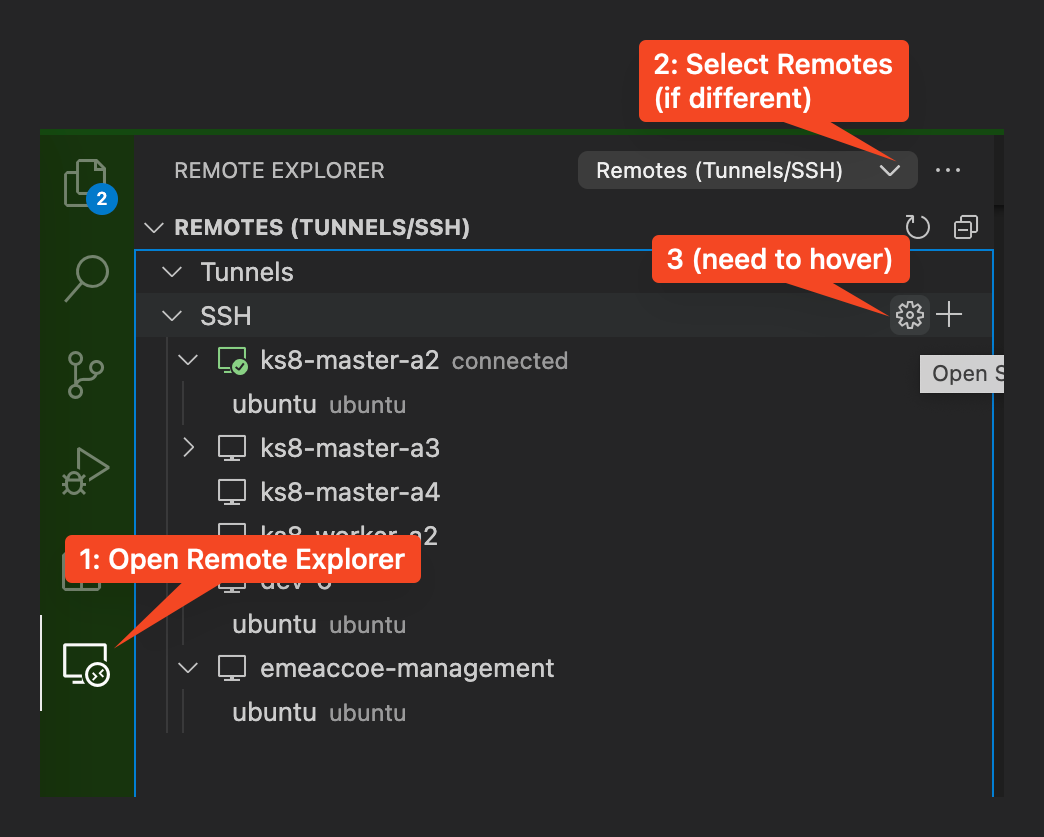 2: Select Remotes
(if different)
REMOTE EXPLORER
Remotes (Tunnels/SSH)
2
REMOTES (TUNNELS/SSH)
3 (need to hover)
Tunnels
SSH
ks8-master-a2 connected
Open
ubuntu ubuntu
ks8-master-a3
ks8-master-a4
ks8-worker-a2
1: Open Remote Explorer
ubuntu ubuntu
emeaccoe-management
ubuntu ubuntu